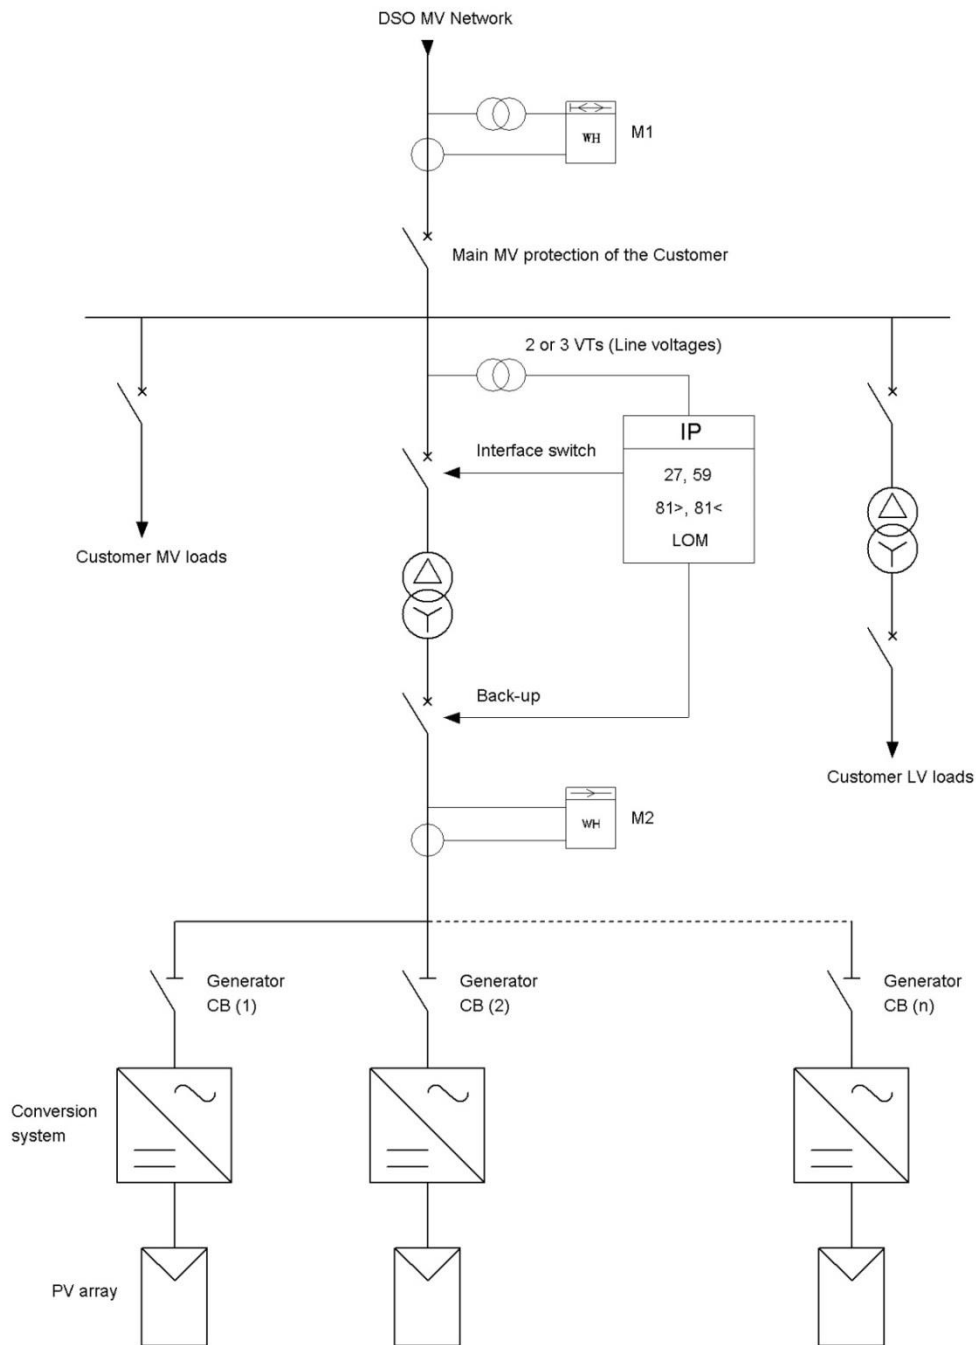 DSO MV Network
WH
M1
Main MV protection of the Customer
2 or 3 VTs (Line voltages)
IP
Interface switch
27, 59
81>, 81<
LOM
Customer MV loads
Back-up
Customer LV loads
WH
M2
Generator
CB (1)
Generator
CB (2)
Generator
CB (n)
Conversion
system
PV array